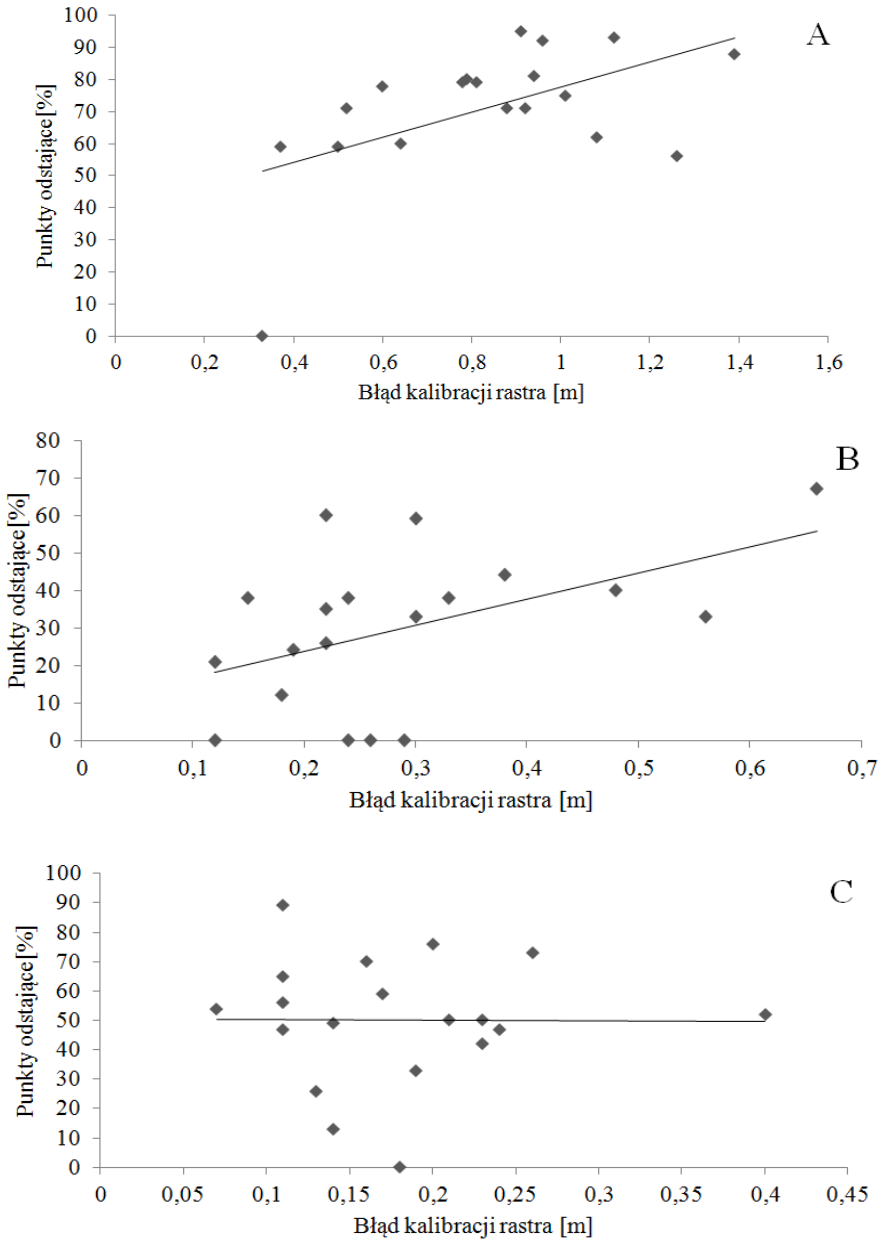 A
100
90
80
70
60
50
40
30
20
10
0
Punkty odstające [%]
0 0,2 0,4 0,6 0,8 1 1,2 1,4 1,6
Błąd kalibracji rastra [m]
B
80
70
60
50
40
30
20
10
0
Punkty odstające [%]
0 0,1 0,2 0,3 0,4 0,5 0,6 0,7
Błąd kalibracji rastra [m]
C
100
90
80
70
60
50
40
30
20
10
0
Punkty odstające [%]
0 0,05 0,1 0,15 0,2 0,25 0,3 0,35 0,4 0,45
Błąd kalibracji rastra [m]